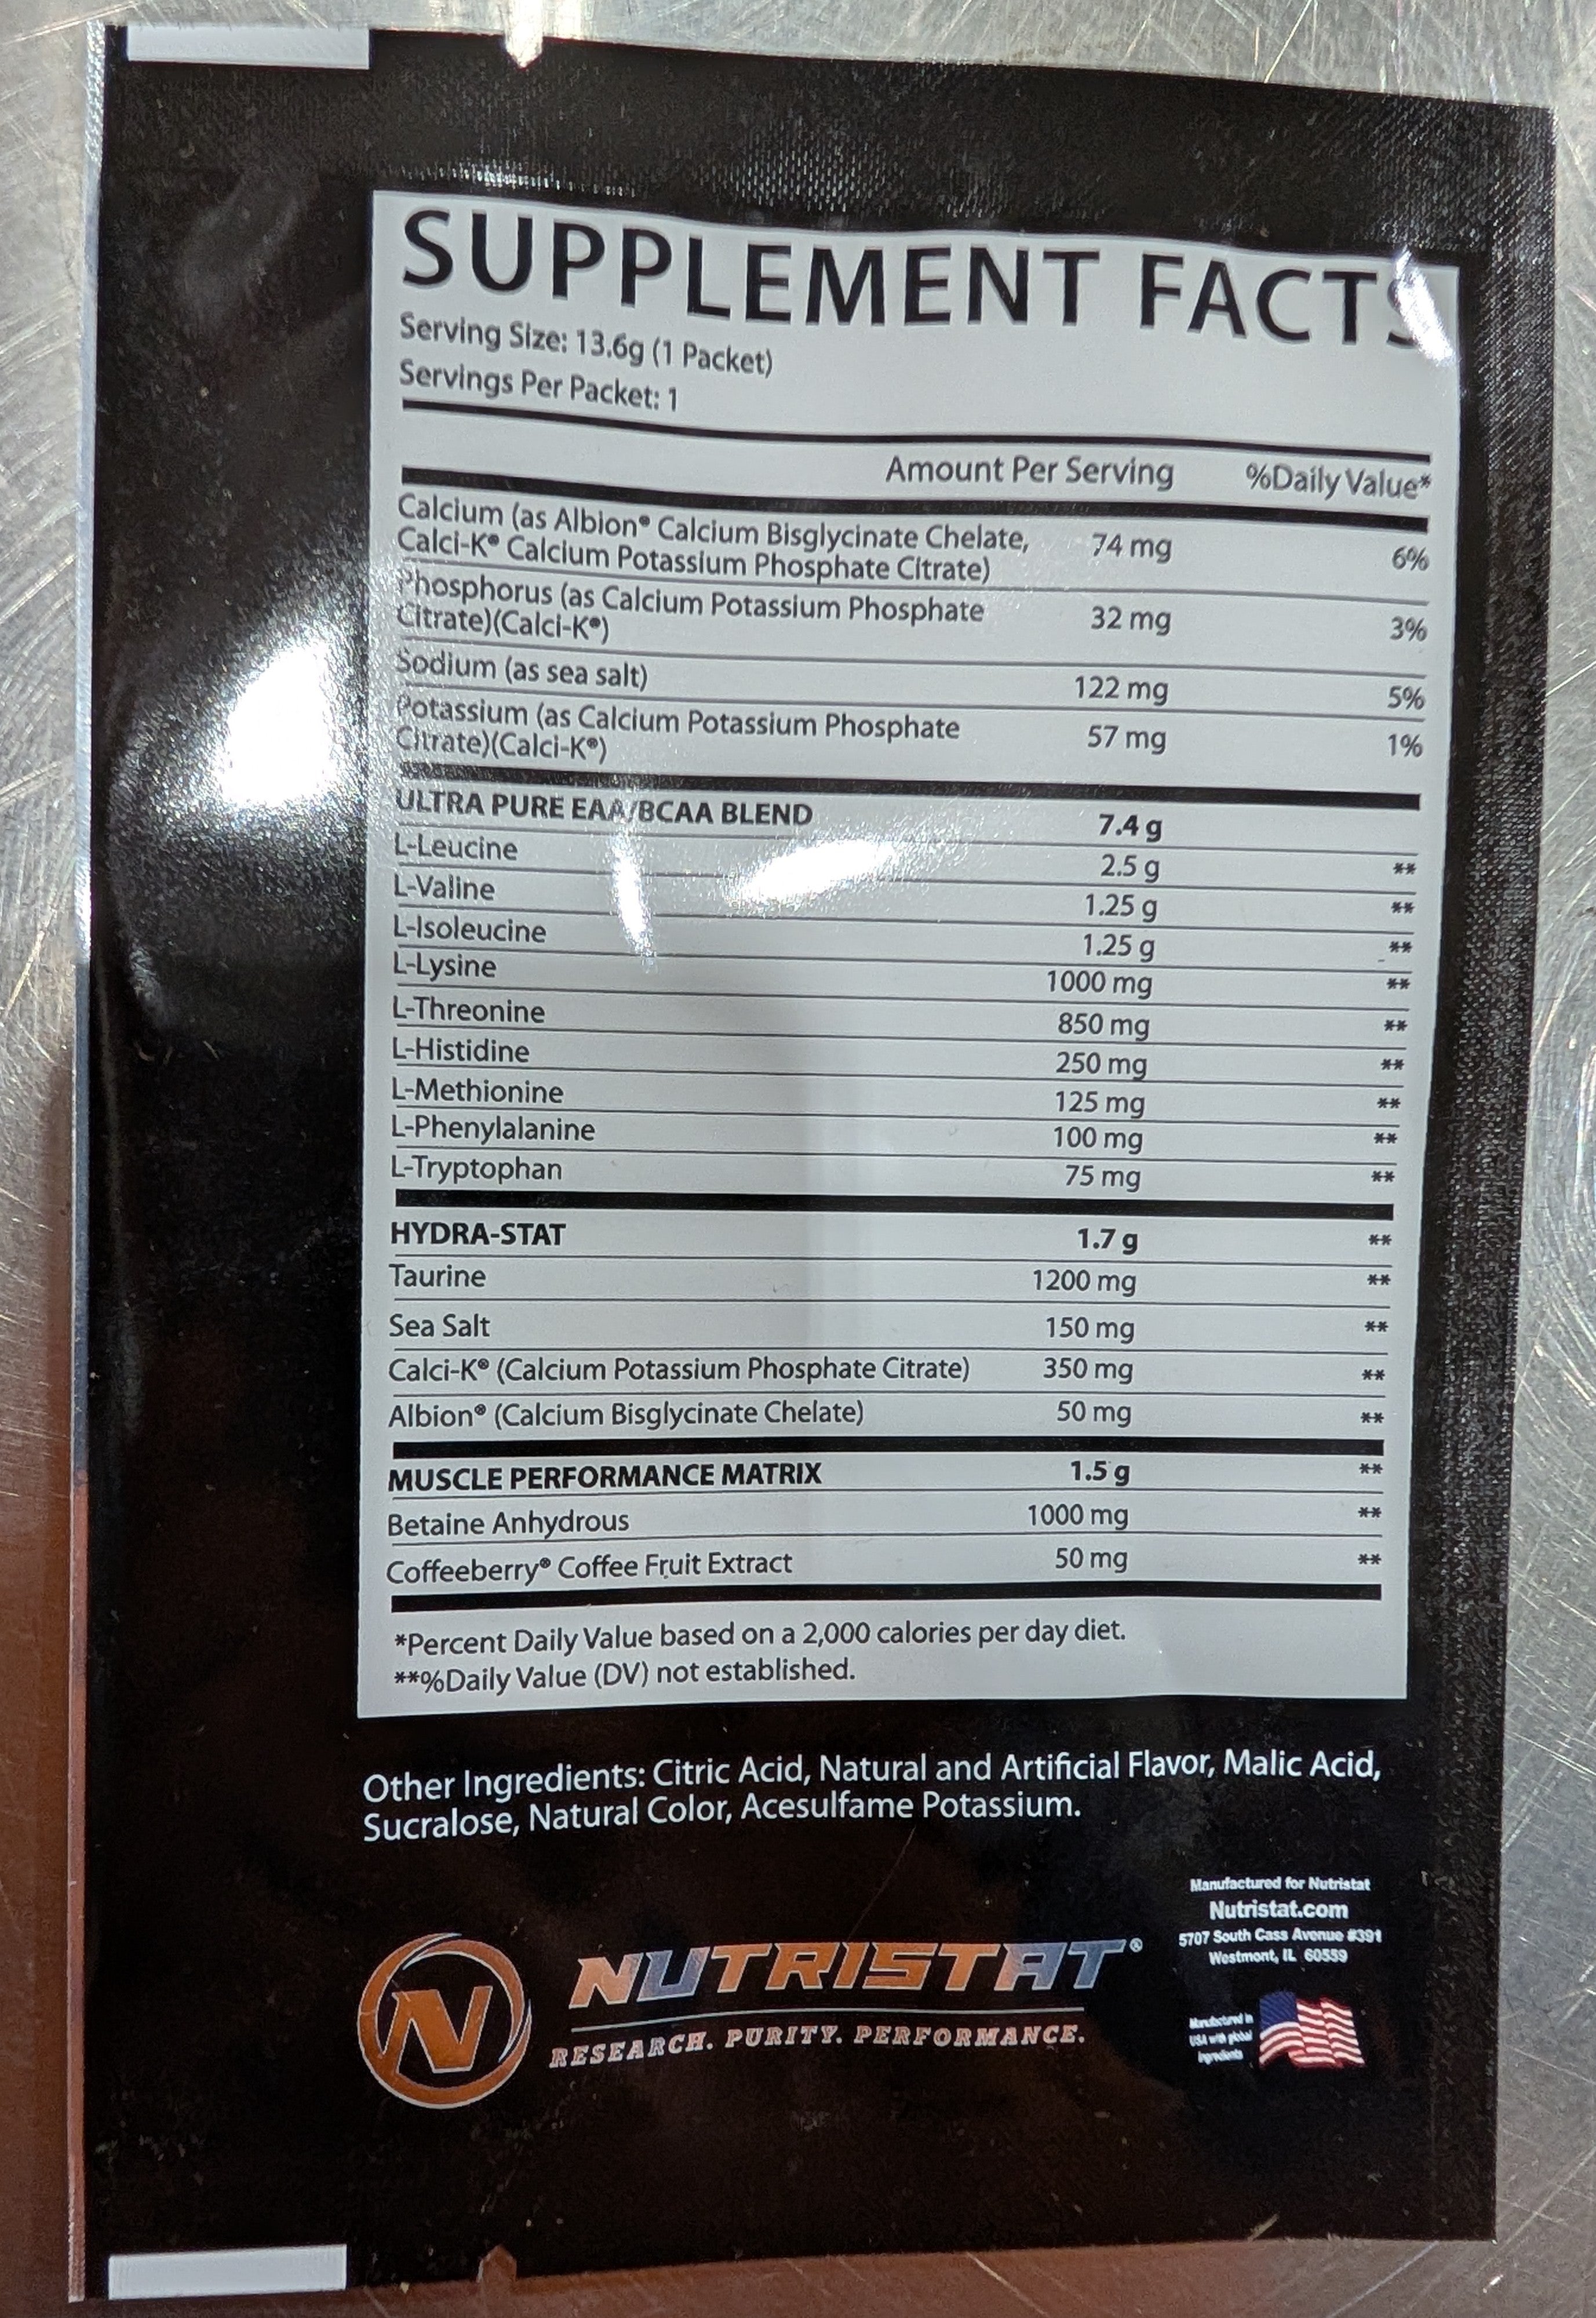 SUPPLEMENT FACTS
Serving Size: 13.6g (1 Packet)
Servings Per Packet: 1
Amount Per Serving %Daily Value*
Calcium (as Albion® Calcium Bisglycinate Chelate, 74 mg 6%
Calci-K® Calcium Potassium Phosphate Citrate)
Phosphorus (as Calcium Potassium Phosphate 32 mg 3%
Citrate)(Calci-K®)
Sodium (as sea salt) 122 mg 5%
Potassium (as Calcium Potassium Phosphate 57 mg 1%
Citrate)(Calci-K®)
ULTRA PURE EAA/BCAA BLEND 7.4 g
L-Leucine 2.5 g **
L-Valine 1.25 g **
L-Isoleucine 1.25 g **
L-Lysine 1000 mg **
L-Threonine 850 mg **
L-Histidine 250 mg **
L-Methionine 125 mg **
L-Phenylalanine 100 mg **
L-Tryptophan 75 mg **
HYDRA-STAT 1.7 g **
Taurine 1200 mg **
Sea Salt 150 mg **
Calci-K® (Calcium Potassium Phosphate Citrate) 350 mg **
Albion® (Calcium Bisglycinate Chelate) 50 mg **
MUSCLE PERFORMANCE MATRIX 1.5 g **
Betaine Anhydrous 1000 mg **
Coffeeberry® Coffee Fruit Extract 50 mg **
*Percent Daily Value based on a 2,000 calories per day diet.
**%Daily Value (DV) not established.
Other Ingredients: Citric Acid, Natural and Artificial Flavor, Malic Acid,
Sucralose, Natural Color, Acesulfame Potassium.
N
NUTRISTAT®
RESEARCH. PURITY. PERFORMANCE.
Manufactured for Nutristat
Nutristat.com
5707 South Cass Avenue #391
Westmont, IL 60559
Manufactured in
USA with global
ingredients